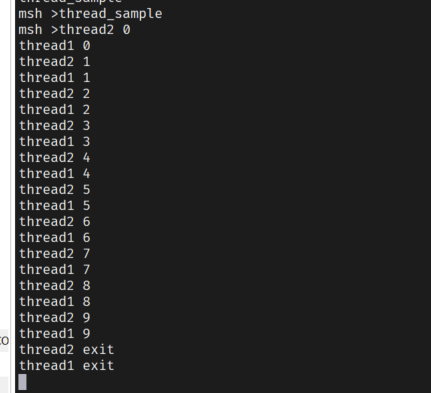 thread_sample
msh >thread_sample
msh >thread2 0
thread1 0
thread2 1
thread1 1
thread2 2
thread1 2
thread2 3
thread1 3
thread2 4
thread1 4
thread2 5
thread1 5
thread2 6
thread1 6
thread2 7
thread1 7
thread2 8
thread1 8
thread2 9
thread1 9
thread2 exit
thread1 exit